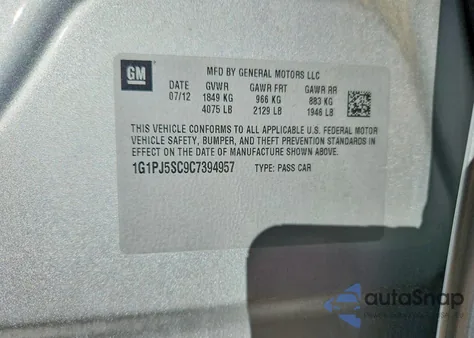 GM
MFD BY GENERAL MOTORS LLC
DATE GVWR GAWR FRT GAWR RR
07/12 1849 KG 966 KG 883 KG
4075 LB 2129 LB 1946 LB
THIS VEHICLE CONFORMS TO ALL APPLICABLE U.S. FEDERAL MOTOR
VEHICLE SAFETY, BUMPER, AND THEFT PREVENTION STANDARDS IN
EFFECT ON THE DATE OF MANUFACTURE SHOWN ABOVE.
1G1PJ5SC9C7394957 TYPE: PASS CAR
autoSnap